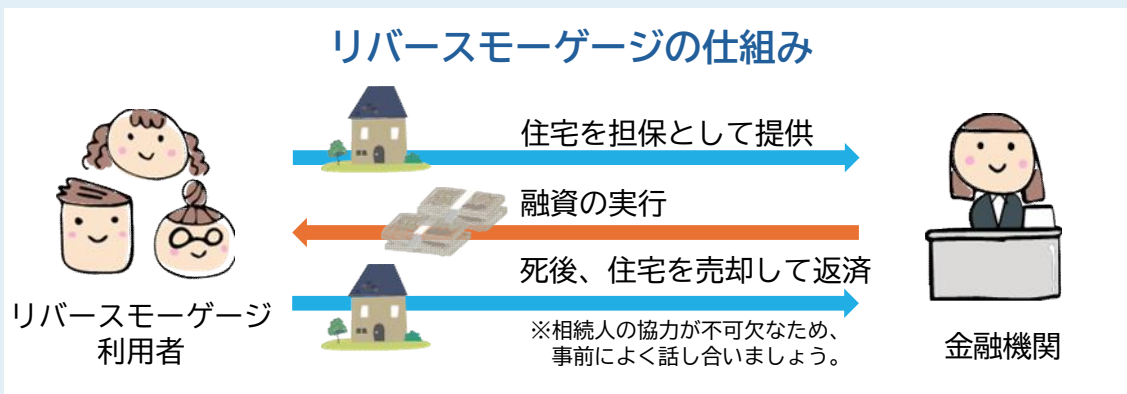 リバースモーゲージの仕組み
住宅を担保として提供
融資の実行
死後、住宅を売却して返済
※相続人の協力が不可欠なため、
事前によく話し合いましょう。
リバースモーゲージ
利用者
金融機関